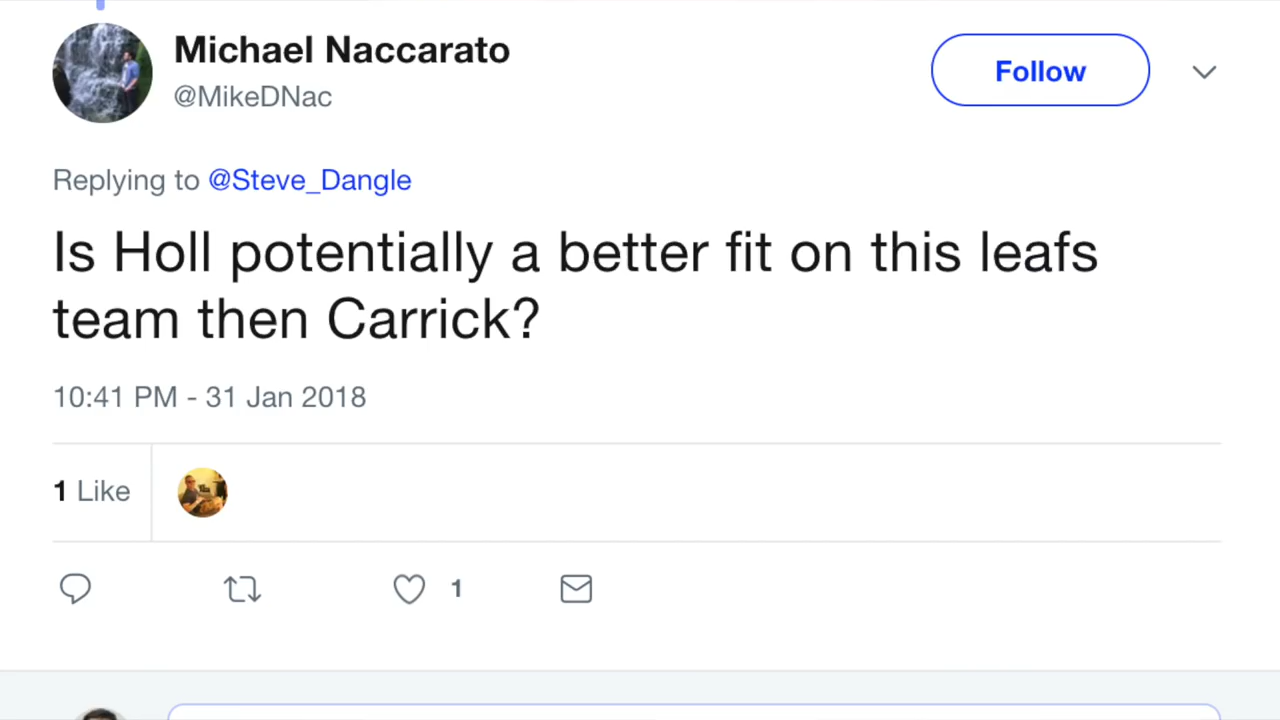 Michael Naccarato
@MikeDNac
Follow
Replying to @Steve_Dangle
Is Holl potentially a better fit on this leafs
team then Carrick?
10:41 PM - 31 Jan 2018
1 Like
1